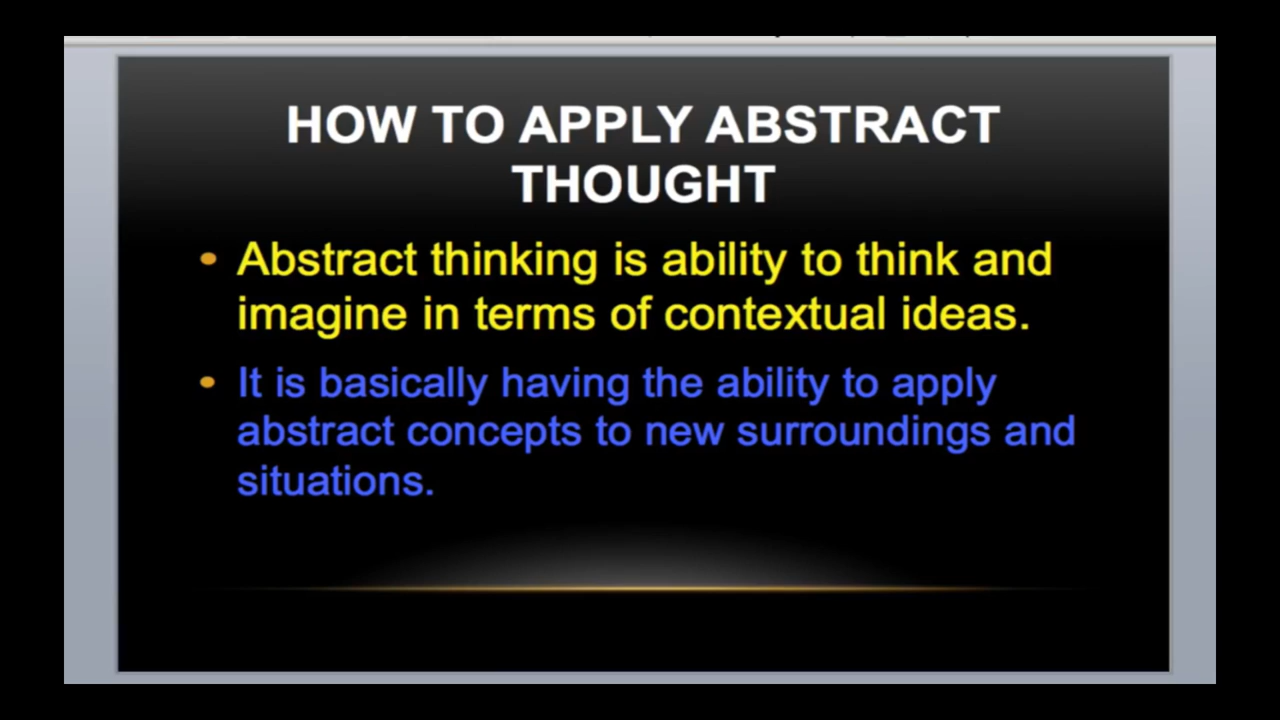 HOW TO APPLY ABSTRACT
THOUGHT
• Abstract thinking is ability to think and
imagine in terms of contextual ideas.
• It is basically having the ability to apply
abstract concepts to new surroundings and
situations.